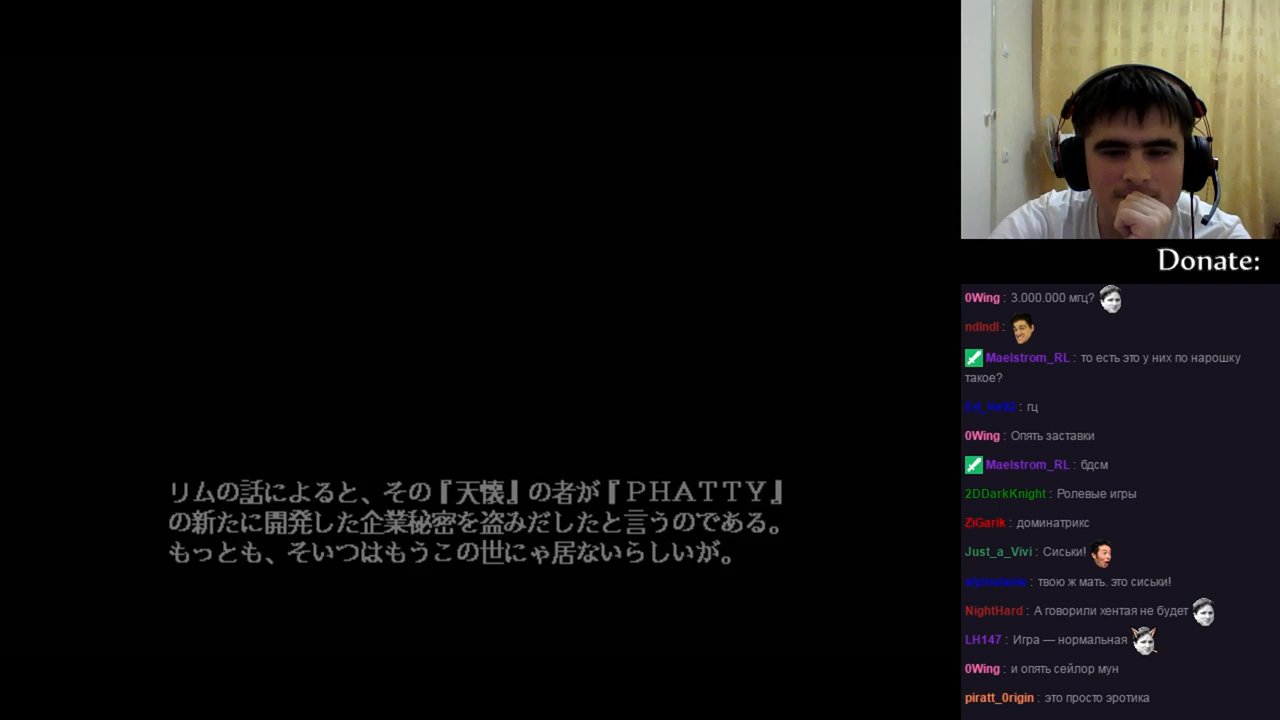 リムの話によると、その『天懐』の者が『ＰＨＡＴＴＹ』
の新たに開発した企業秘密を盗みだしたと言うのである。
もっとも、そいつはもうこの世にゃ居ないらしいが。
Donate:
0Wing : 3.000.000 мгц?
ndlndl :
Maelstrom_RL : то есть это у них по нарошку
такое?
: гц
0Wing : Опять заставки
Maelstrom_RL : бдсм
2DDarkKnight : Ролевые игры
ZiGarik : доминатрикс
Just_a_Vivi : Сиськи!
: твою ж мать. это сиськи!
NightHard : А говорили хентая не будет
LH147 : Игра — нормальная
0Wing : и опять сейлор мун
piratt_0rigin : это просто эротика